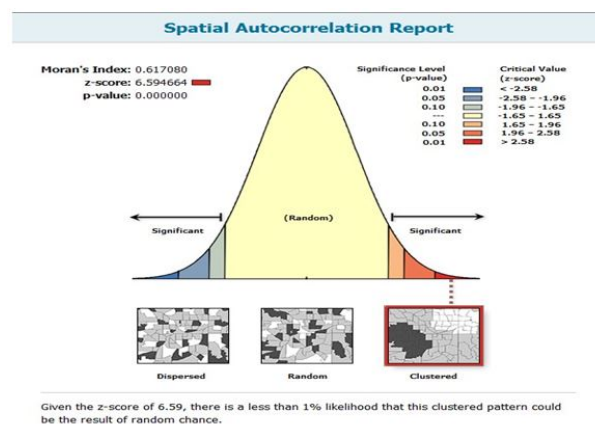 Spatial Autocorrelation Report
Moran's Index: 0.617080
z-score: 6.594664
p-value: 0.000000
Significance Level
(p-value)
Critical Value
(z-score)
0.01 < -2.58
0.05 -2.58 - -1.96
0.10 -1.96 - -1.65
--- -1.65 - 1.65
0.10 1.65 - 1.96
0.05 1.96 - 2.58
0.01 > 2.58
(Random)
Significant
Significant
Dispersed
Random
Clustered
Given the z-score of 6.59, there is a less than 1% likelihood that this clustered pattern could
be the result of random chance.